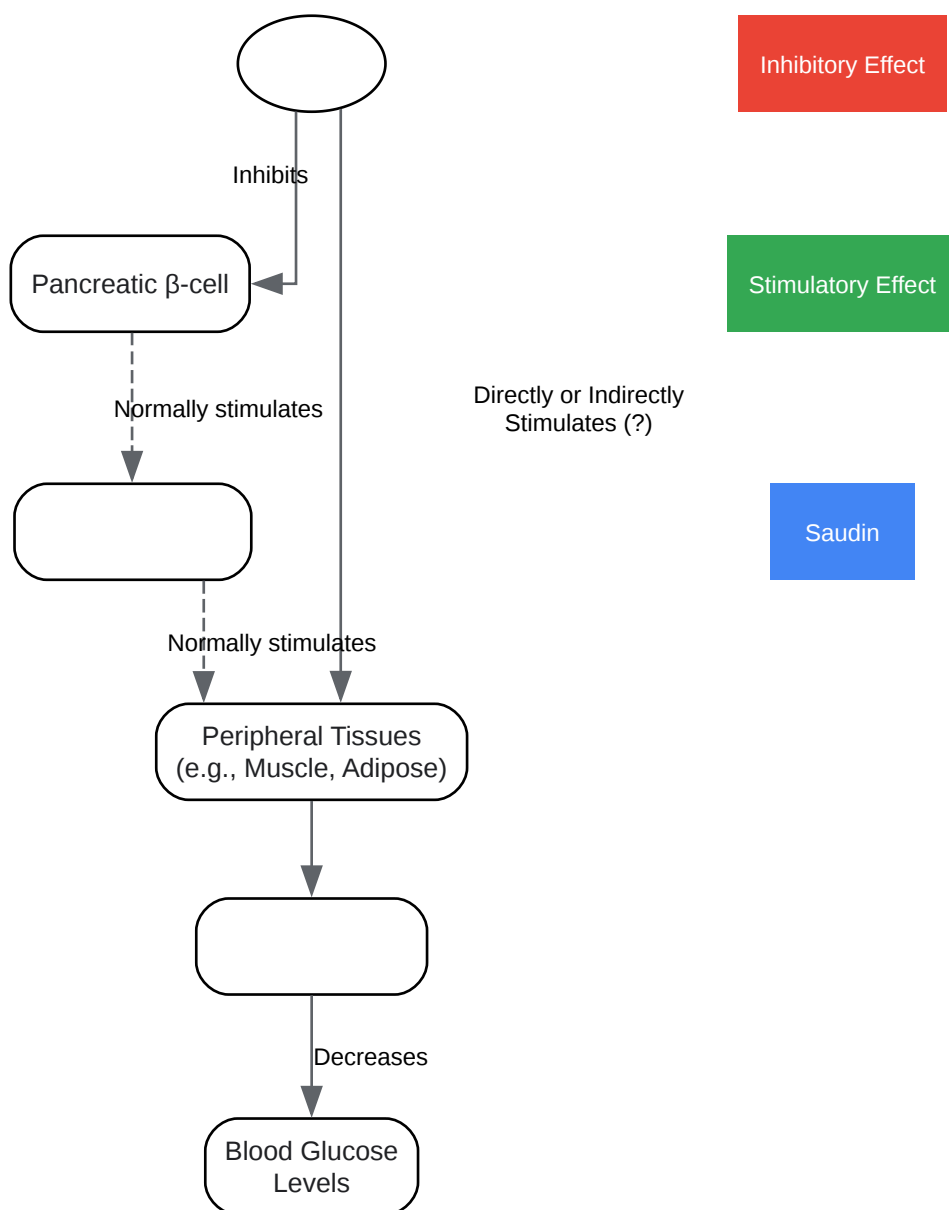 Inhibitory Effect
Inhibits
Pancreatic β-cell
Stimulatory Effect
Normally stimulates
Directly or Indirectly
Stimulates (?)
Saudin
Normally stimulates
Peripheral Tissues
(e.g., Muscle, Adipose)
Decreases
Blood Glucose
Levels